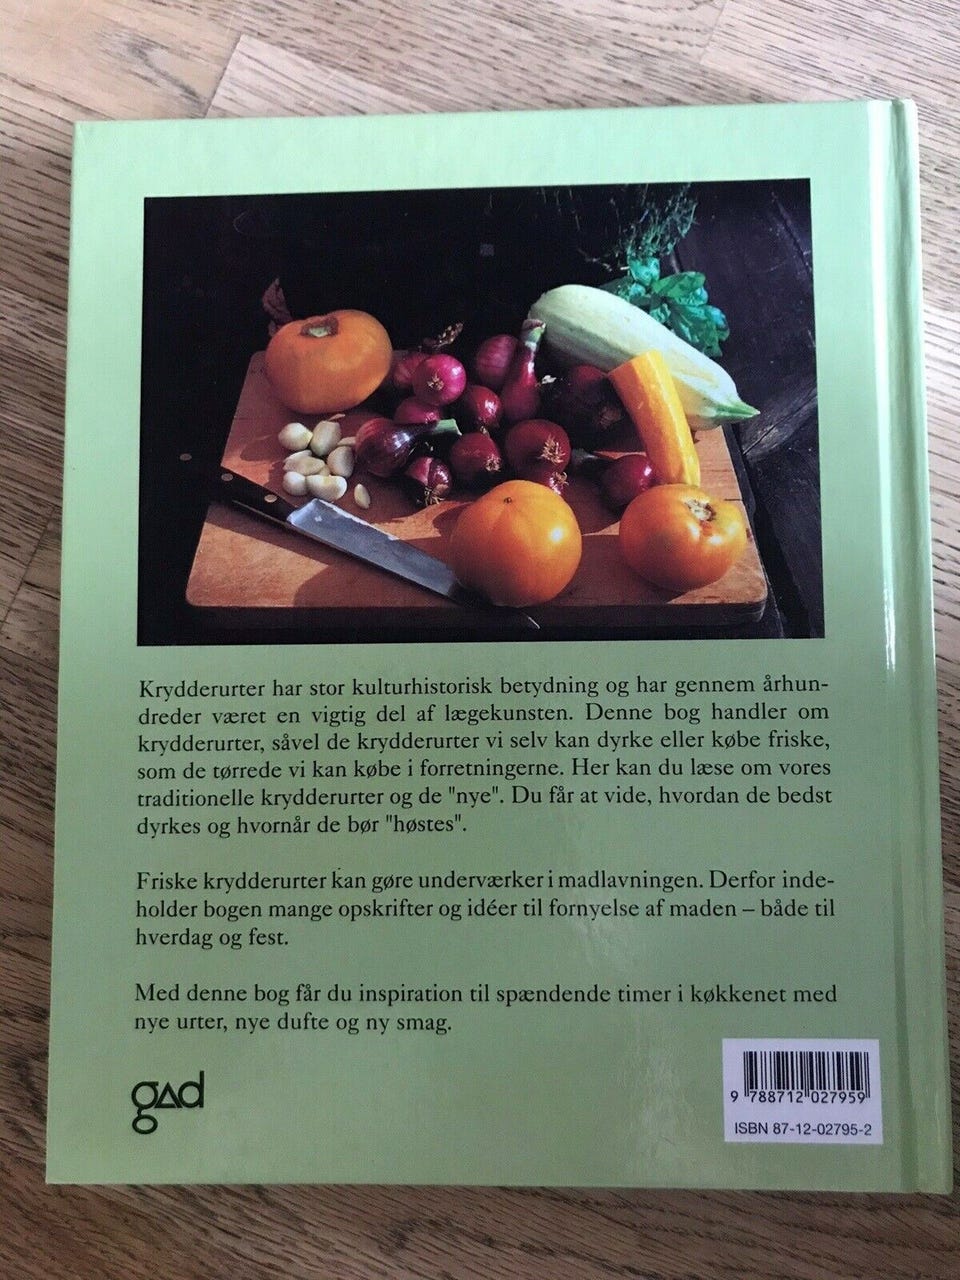 Krydderurter har stor kulturhistorisk betydning og har gennem århun-
dreder været en vigtig del af lægekunsten. Denne bog handler om
krydderurter, såvel de krydderurter vi selv kan dyrke eller købe friske,
som de tørrede vi kan købe i forretningerne. Her kan du læse om vores
traditionelle krydderurter og de "nye". Du får at vide, hvordan de bedst
dyrkes og hvornår de bør "høstes".
Friske krydderurter kan gøre underværker i madlavningen. Derfor inde-
holder bogen mange opskrifter og idéer til fornyelse af maden – både til
hverdag og fest.
Med denne bog får du inspiration til spændende timer i køkkenet med
nye urter, nye dufte og ny smag.
gad
9 788712 027959
ISBN 87-12-02795-2